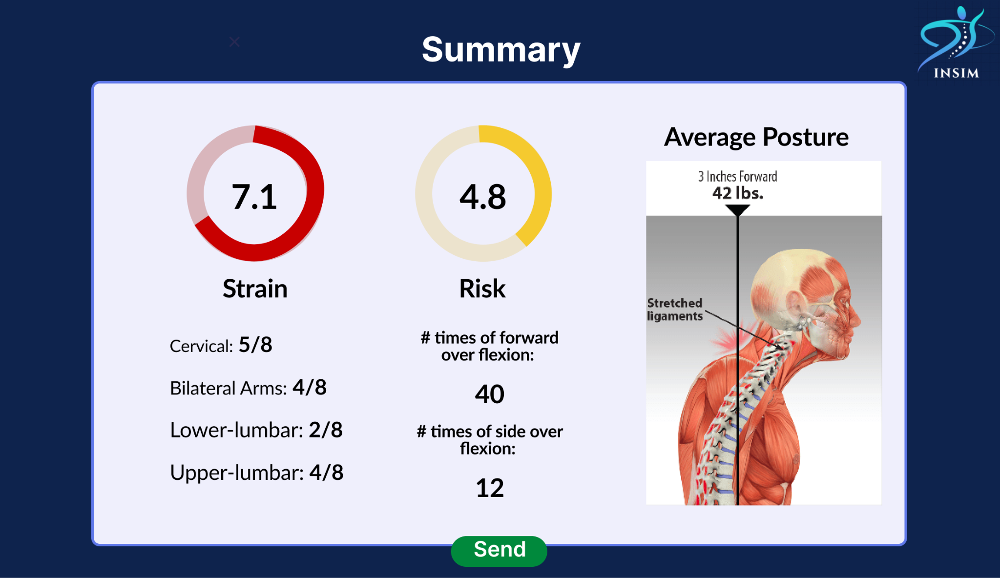 Summary
INSIM
7.1
Strain
Cervical: 5/8
Bilateral Arms: 4/8
Lower-lumbar: 2/8
Upper-lumbar: 4/8
4.8
Risk
# times of forward
over flexion:
40
# times of side over
flexion:
12
Average Posture
3 Inches Forward
42 lbs.
Stretched
ligaments
Send